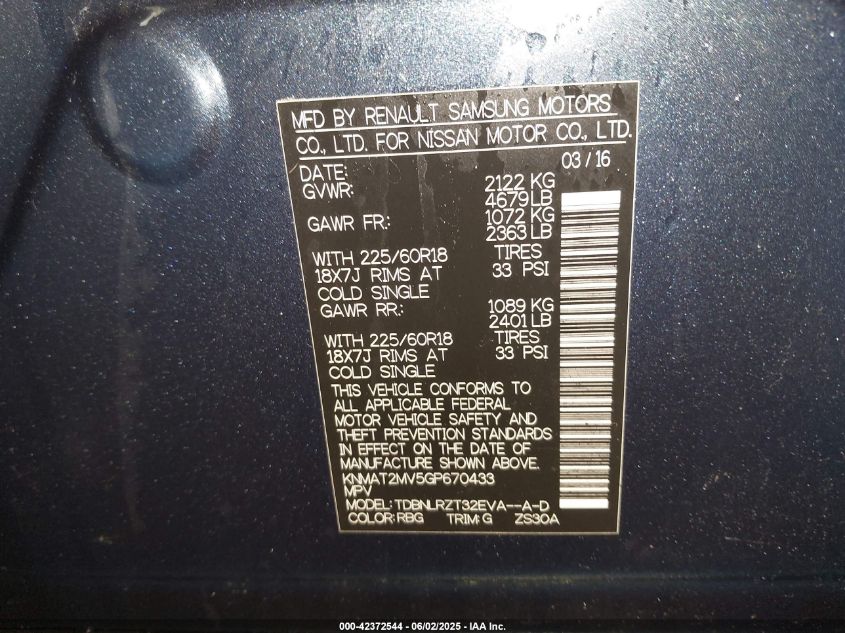 MFD BY RENAULT SAMSUNG MOTORS
CO., LTD. FOR NISSAN MOTOR CO., LTD.
DATE: 03 / 16
GVWR: 2122 KG
4679 LB
GAWR FR: 1072 KG
2363 LB
WITH 225/60R18 TIRES
18X7J RIMS AT 33 PSI
COLD SINGLE
GAWR RR: 1089 KG
2401 LB
WITH 225/60R18 TIRES
18X7J RIMS AT 33 PSI
COLD SINGLE
THIS VEHICLE CONFORMS TO
ALL APPLICABLE FEDERAL
MOTOR VEHICLE SAFETY AND
THEFT PREVENTION STANDARDS
IN EFFECT ON THE DATE OF
MANUFACTURE SHOWN ABOVE.
KNMAT2MV5GP670433
MPV
MODEL: TDBNLRZT32EVA--A-D
COLOR: RBG TRIM: G ZS30A
000-42372544 - 06/02/2025 - IAA Inc.